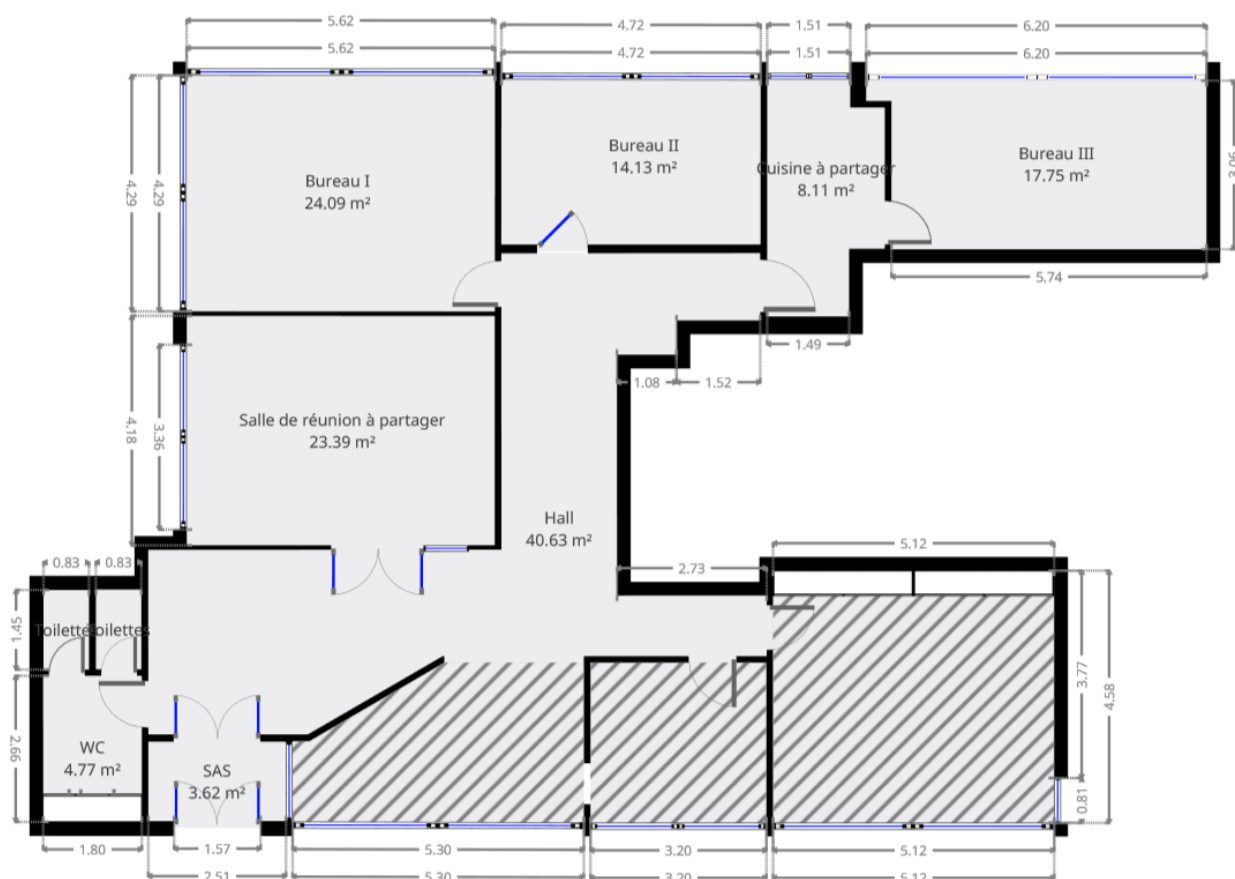 5.62
4.72
1.51
6.20
5.62
4.72
1.51
6.20
Bureau I
24.09 m²
Bureau II
14.13 m²
Cuisine à partager
8.11 m²
Bureau III
17.75 m²
3.06
4.29
4.29
5.74
1.49
1.08
1.52
4.18
3.36
Salle de réunion à partager
23.39 m²
Hall
40.63 m²
5.12
2.73
0.83
0.83
1.45
Toilettes
Toilettes
3.77
4.58
2.99
WC
4.77 m²
SAS
3.62 m²
0.81
1.80
1.57
5.30
3.20
5.12
2.51
5.30
3.20
5.12